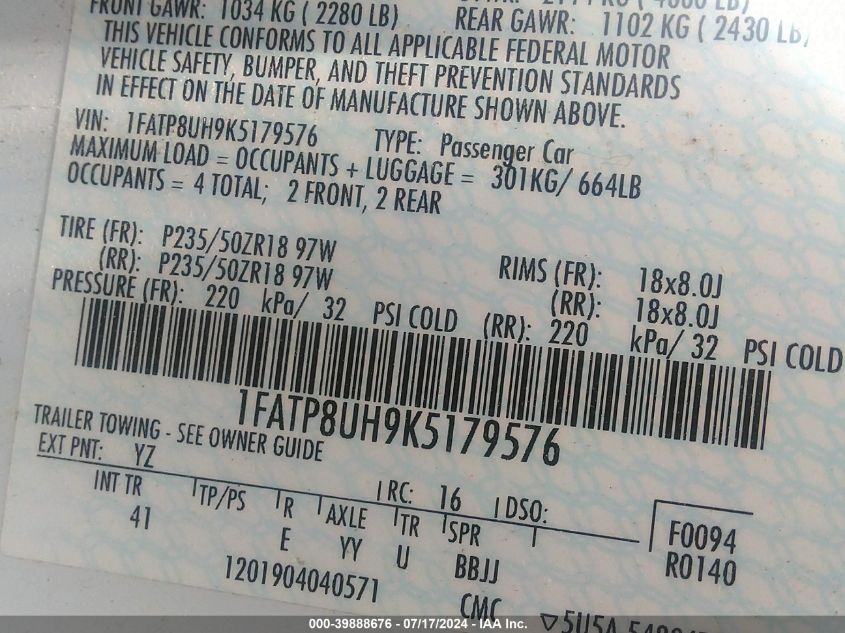 FRONT GAWR: 1034 KG ( 2280 LB) REAR GAWR: 1102 KG ( 2430 LB)
THIS VEHICLE CONFORMS TO ALL APPLICABLE FEDERAL MOTOR
VEHICLE SAFETY, BUMPER, AND THEFT PREVENTION STANDARDS
IN EFFECT ON THE DATE OF MANUFACTURE SHOWN ABOVE.
VIN: 1FATP8UH9K5179576 TYPE: Passenger Car
MAXIMUM LOAD = OCCUPANTS + LUGGAGE = 301KG/ 664LB
OCCUPANTS = 4 TOTAL; 2 FRONT, 2 REAR
TIRE (FR): P235/50ZR18 97W RIMS (FR): 18x8.0J
(RR): P235/50ZR18 97W (RR): 18x8.0J
PRESSURE (FR): 220 kPa/ 32 PSI COLD (RR): 220 kPa/ 32 PSI COLD
1FATP8UH9K5179576
TRAILER TOWING - SEE OWNER GUIDE
EXT PNT: YZ RC: 16 DSO:
INT TR TP/PS R AXLE TR SPR F0094
41 E YY U BBJJ R0140
1201904040571 CMC
000-39888676 - 07/17/2024 - IAA Inc.